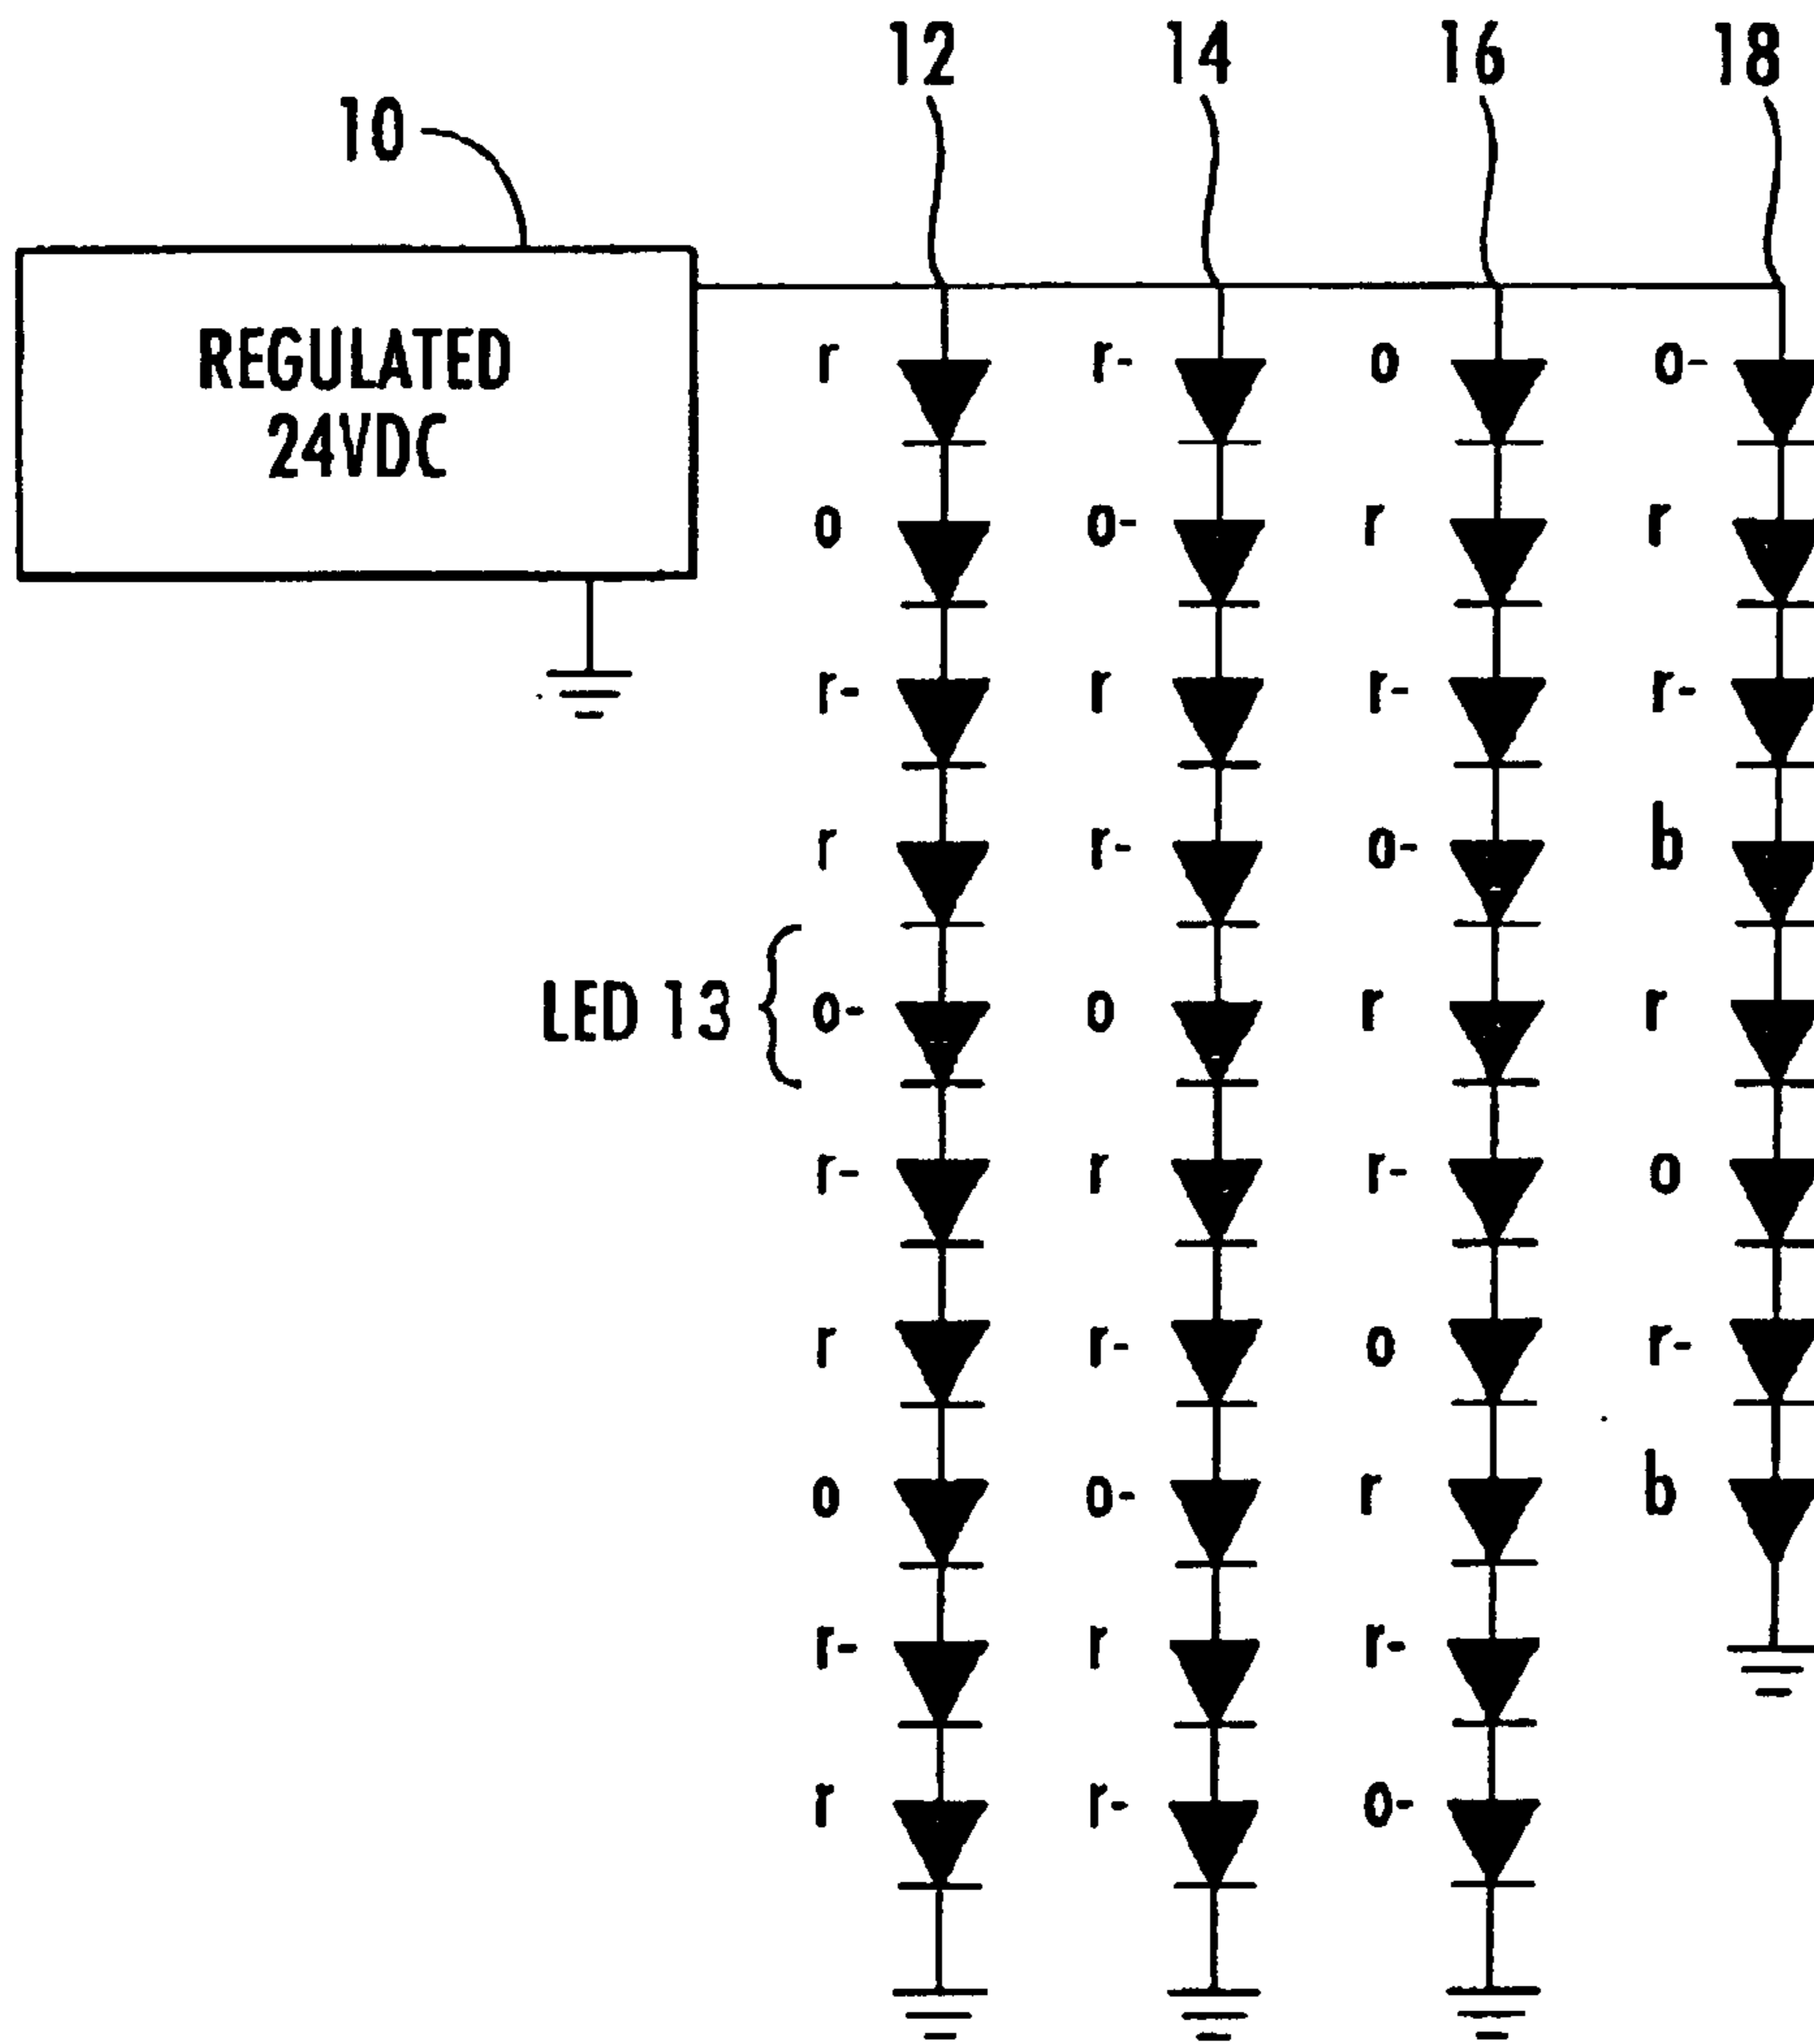 12 14 16 18
10
REGULATED
24VDC
r r- o o-
o o- r r
r- r r- r-
r r- o- b
LED 13 o- o r r
r- r r- o
r r- o r-
o o- r b
r- r r-
r r- o-